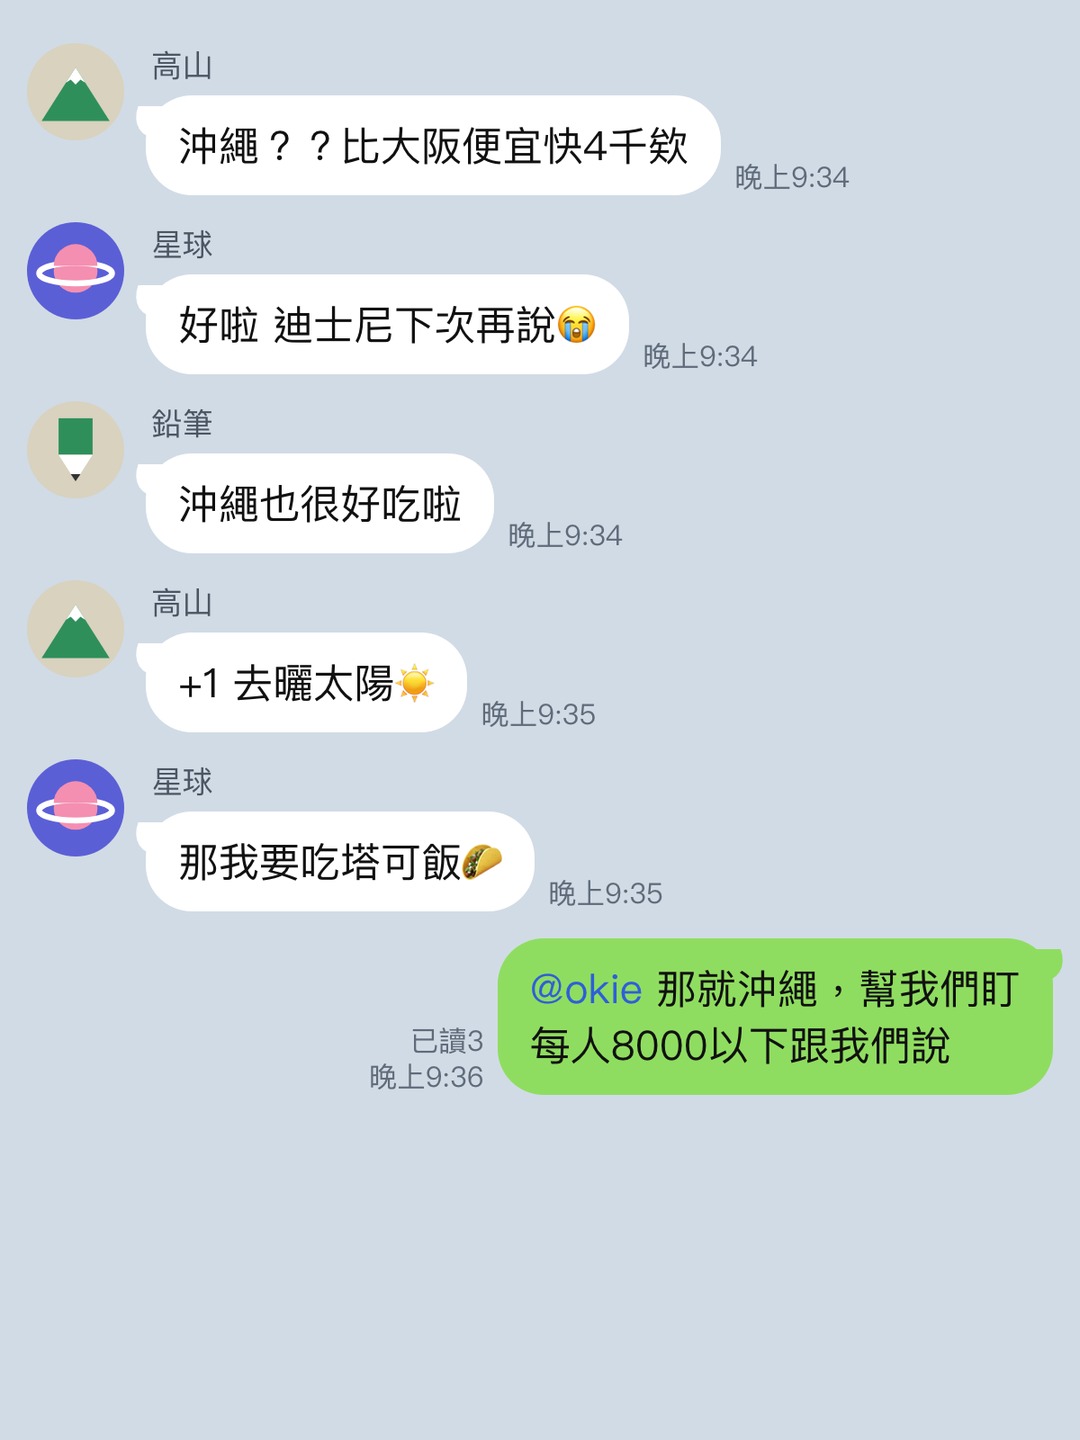 高山
沖繩？？比大阪便宜快4千欸
晚上9:34
星球
好啦 迪士尼下次再說😭
晚上9:34
鉛筆
沖繩也很好吃啦
晚上9:34
高山
+1 去曬太陽☀️
晚上9:35
星球
那我要吃塔可飯🌮
晚上9:35
@okie 那就沖繩，幫我們盯
每人8000以下跟我們說
已讀3
晚上9:36